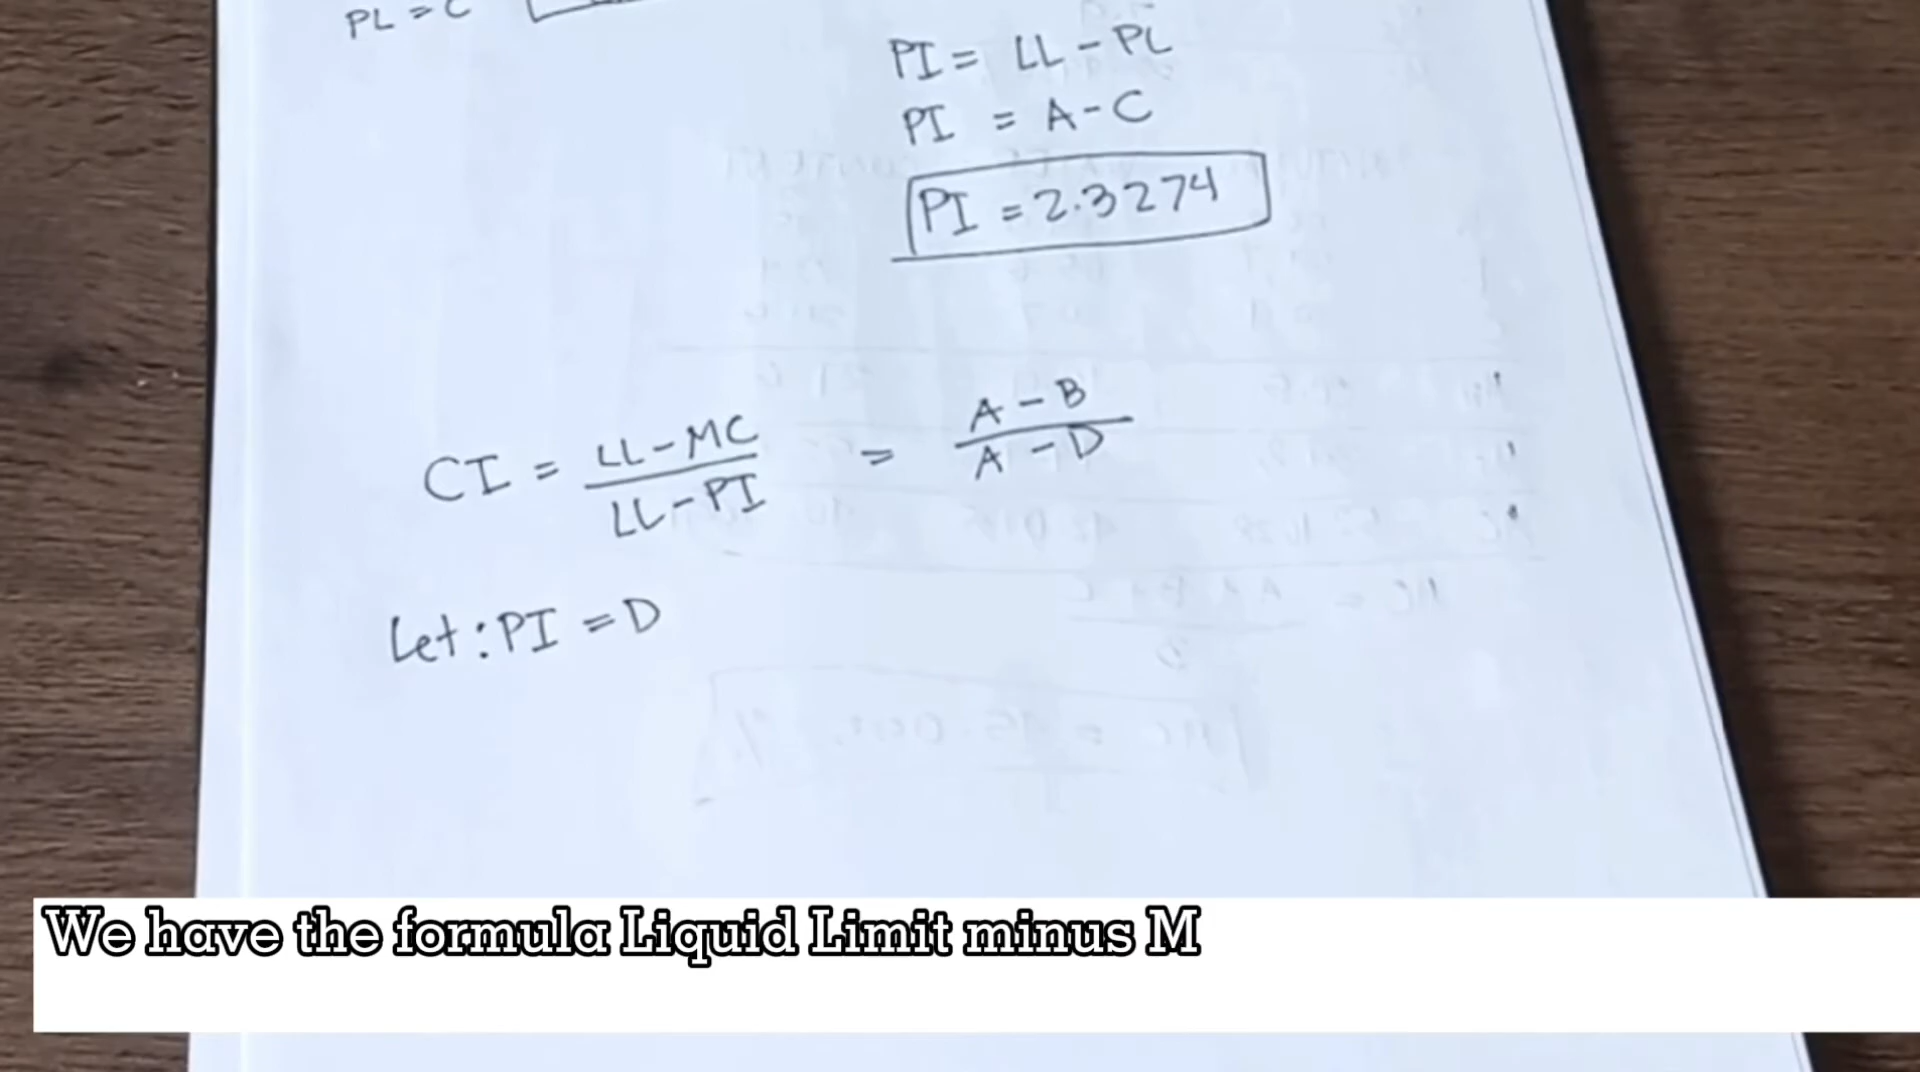 PL = C
PI = LL - PL
PI = A - C
PI = 2.3274
CI = LL - MC / LL - PI = A - B / A - D
Let: PI = D
We have the formula Liquid Limit minus M